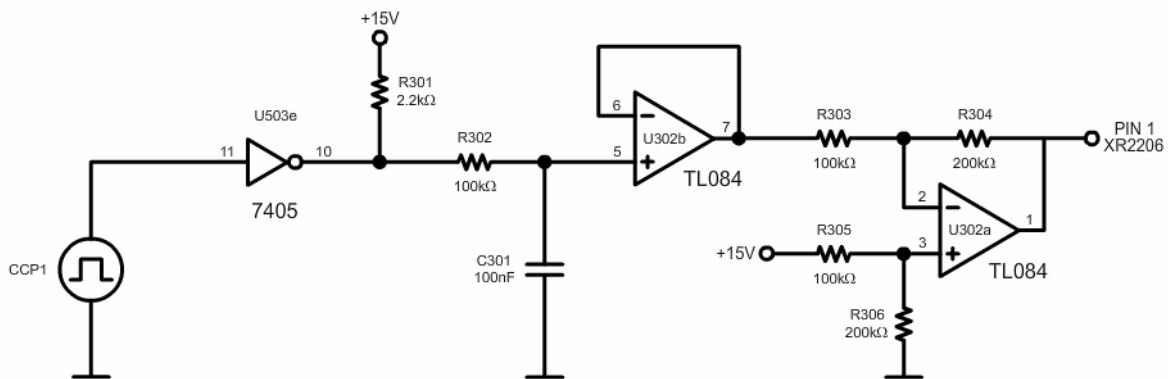 +15V
R301
2.2kΩ
U503e
11
10
7405
CCP1
R302
100kΩ
C301
100nF
6
5
7
U302b
TL084
R303
100kΩ
R304
200kΩ
PIN 1
XR2206
2
3
1
U302a
TL084
+15V
R305
100kΩ
R306
200kΩ